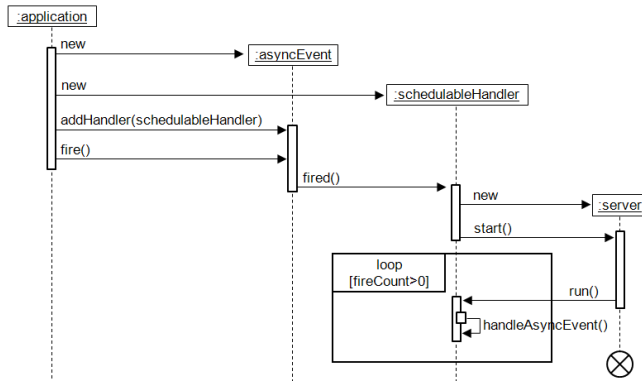 :application
new
:asyncEvent
new
:schedulableHandler
addHandler(schedulableHandler)
fire()
fired()
new
:server
start()
loop
[fireCount>0]
run()
handleAsyncEvent()